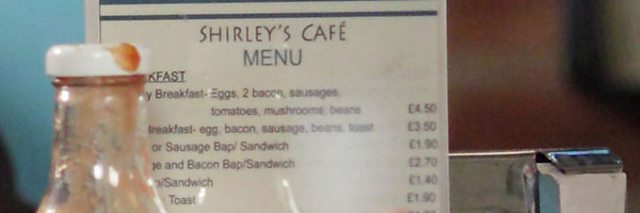 SHIRLEY'S CAFÉ
MENU
KFAST
y Breakfast- Eggs, 2 bacon, sausages,
tomatoes, mushrooms, beans £4.50
reakfast- egg, bacon, sausage, beans, toast £3.50
or Sausage Bap/ Sandwich £1.90
ge and Bacon Bap/Sandwich £2.70
p/Sandwich £1.40
Toast £1.90